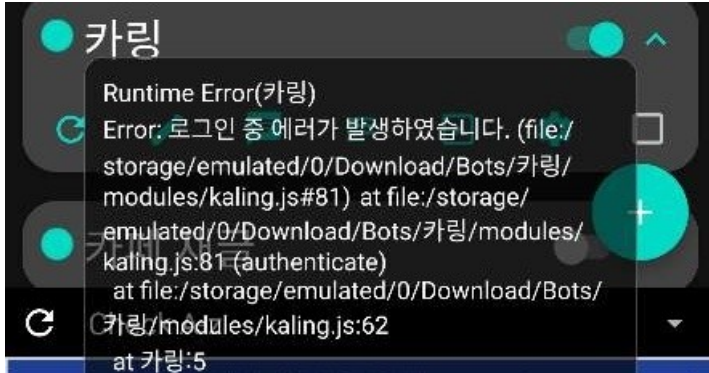 카링
Runtime Error(카링)
Error: 로그인 중 에러가 발생하였습니다. (file:/
storage/emulated/0/Download/Bots/카링/
modules/kaling.js#81) at file:/storage/
emulated/0/Download/Bots/카링/modules/
kaling.js:81 (authenticate)
at file:/storage/emulated/0/Download/Bots/
카링/modules/kaling.js:62
at 카링:5